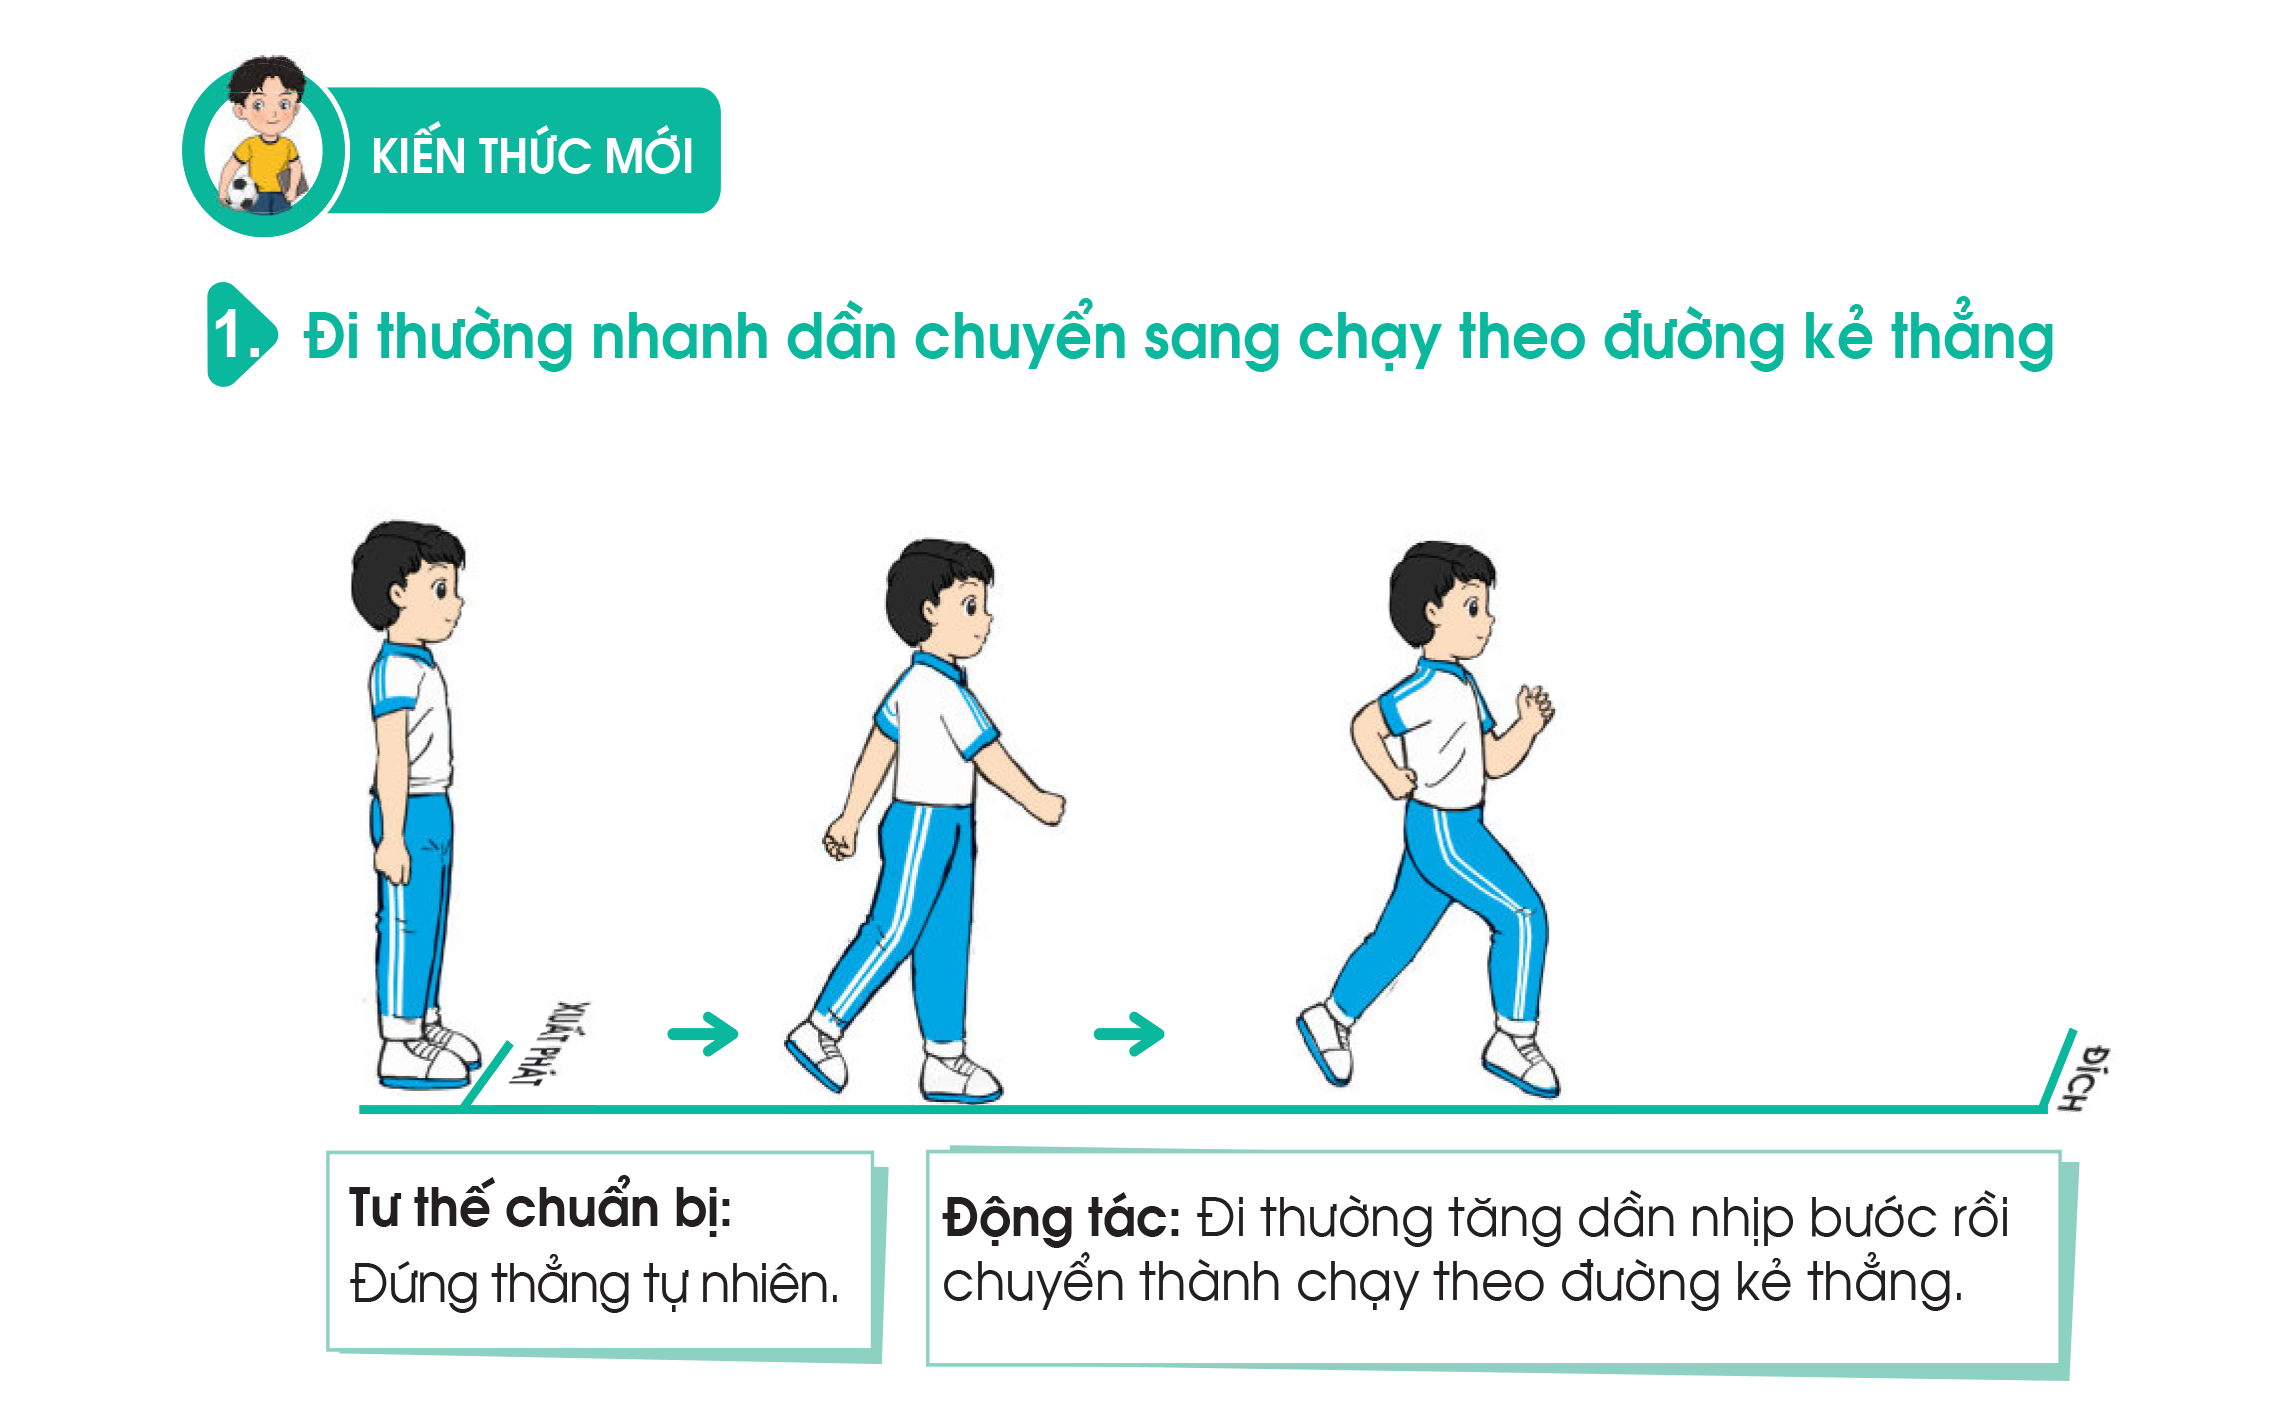 KIẾN THỨC MỚI
1. Đi thường nhanh dần chuyển sang chạy theo đường kẻ thẳng
XUẤT PHÁT
ĐÍCH
Tư thế chuẩn bị:
Đứng thẳng tự nhiên.
Động tác: Đi thường tăng dần nhịp bước rồi
chuyển thành chạy theo đường kẻ thẳng.